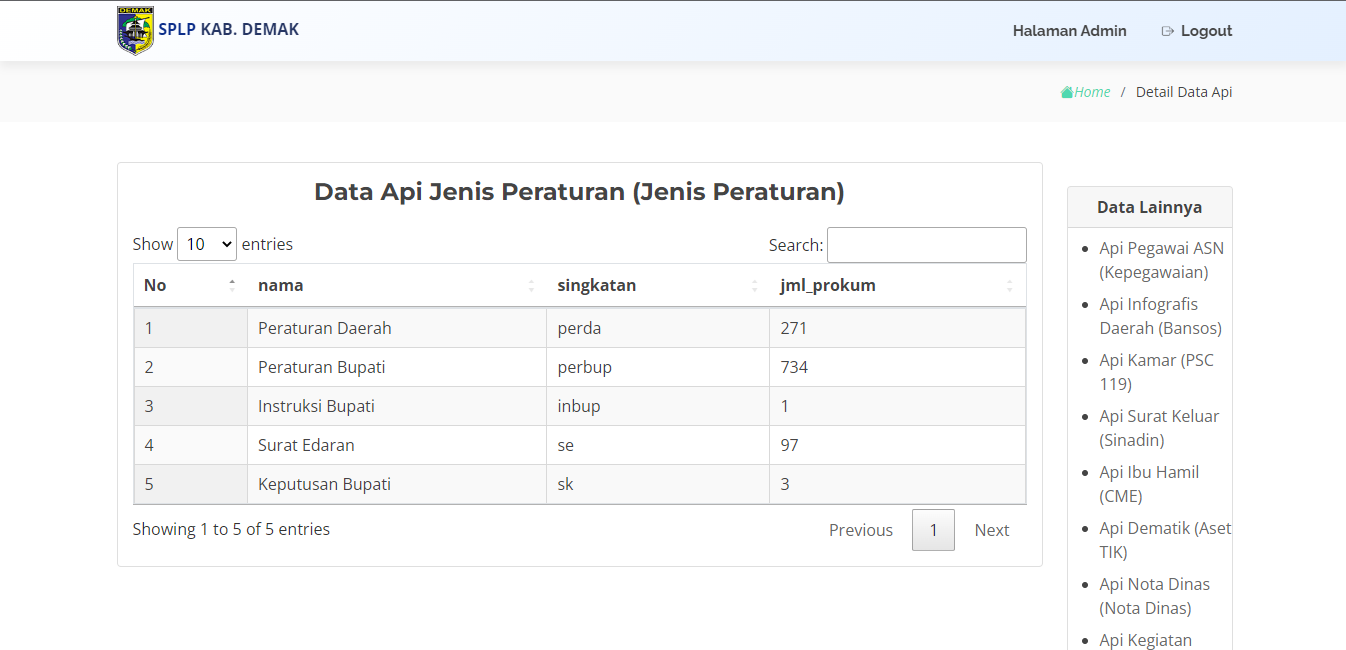 DEMAK
SPLP KAB. DEMAK
Halaman Admin
Logout
Home / Detail Data Api
Data Api Jenis Peraturan (Jenis Peraturan)
Show 10 entries
Search:
No nama singkatan jml_prokum
1 Peraturan Daerah perda 271
2 Peraturan Bupati perbup 734
3 Instruksi Bupati inbup 1
4 Surat Edaran se 97
5 Keputusan Bupati sk 3
Showing 1 to 5 of 5 entries
Previous 1 Next
Data Lainnya
Api Pegawai ASN
(Kepegawaian)
Api Infografis
Daerah (Bansos)
Api Kamar (PSC
119)
Api Surat Keluar
(Sinadin)
Api Ibu Hamil
(CME)
Api Dematik (Aset
TIK)
Api Nota Dinas
(Nota Dinas)
Api Kegiatan